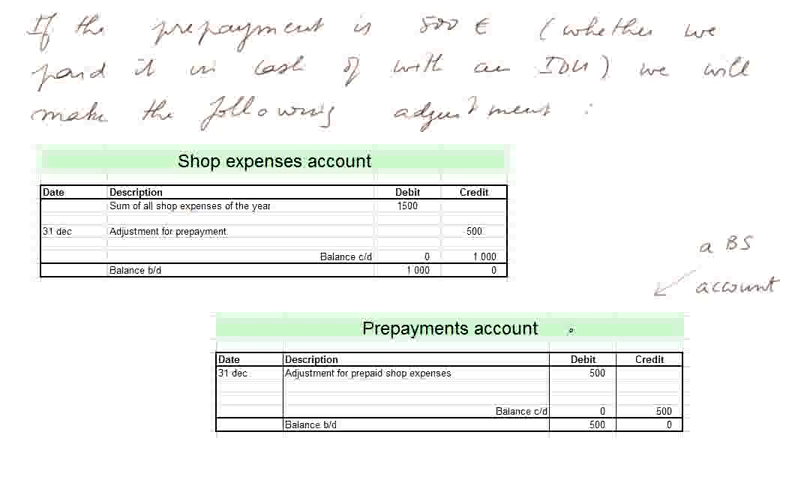 If the prepayment is 500 € (whether we
paid it in cash of with an IOU) we will
make the following adjustment :
Shop expenses account
Date Description Debit Credit
Sum of all shop expenses of the year 1500
31 dec Adjustment for prepayment 500
Balance c/d 0 1 000
Balance b/d 1 000 0
a BS
account
Prepayments account
Date Description Debit Credit
31 dec Adjustment for prepaid shop expenses 500
Balance c/d 0 500
Balance b/d 500 0